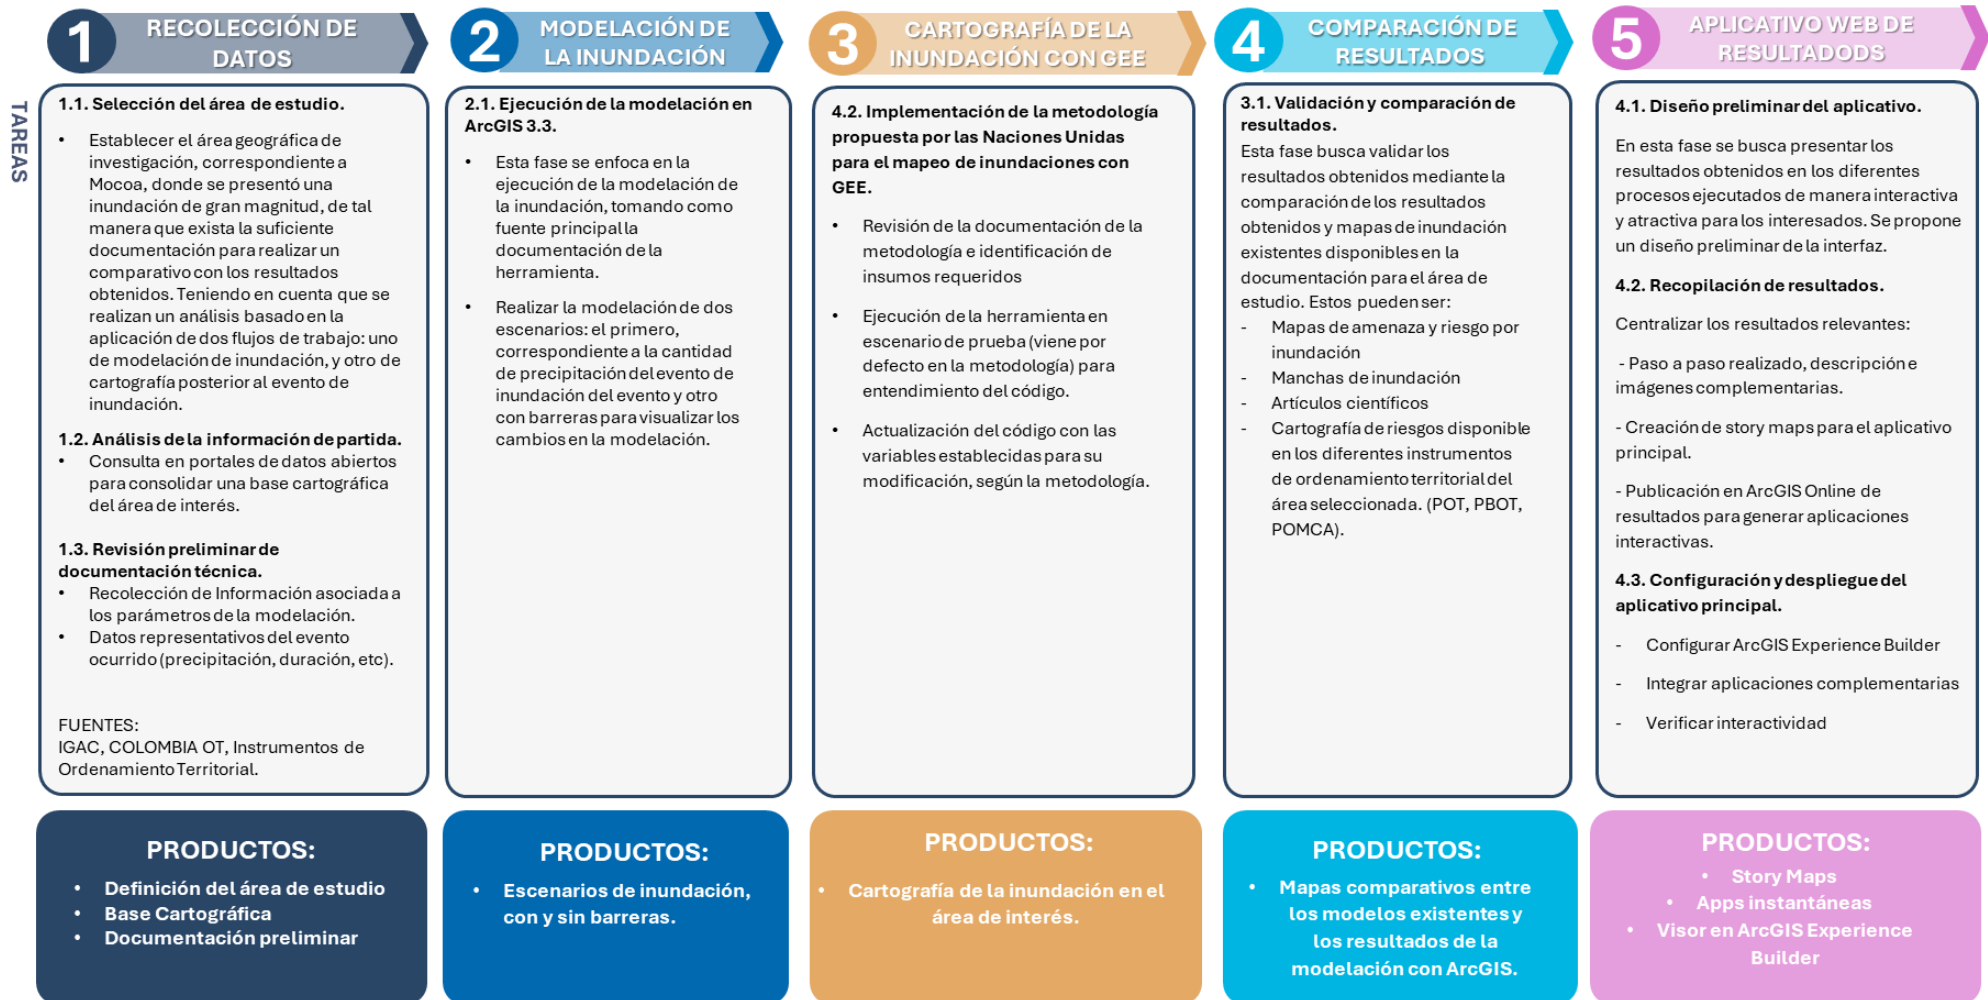 1
RECOLECCIÓN DE
DATOS
2
MODELACIÓN DE
LA INUNDACIÓN
3
CARTOGRAFÍA DE LA
INUNDACIÓN CON GEE
4
COMPARACIÓN DE
RESULTADOS
5
APLICATIVO WEB DE
RESULTADODS
TAREAS
1.1. Selección del área de estudio.
• Establecer el área geográfica de
investigación, correspondiente a
Mocoa, donde se presentó una
inundación de gran magnitud, de tal
manera que exista la suficiente
documentación para realizar un
comparativo con los resultados
obtenidos. Teniendo en cuenta que se
realizan un análisis basado en la
aplicación de dos flujos de trabajo: uno
de modelación de inundación, y otro de
cartografía posterior al evento de
inundación.
1.2. Análisis de la información de partida.
• Consulta en portales de datos abiertos
para consolidar una base cartográfica
del área de interés.
1.3. Revisión preliminar de
documentación técnica.
• Recolección de Información asociada a
los parámetros de la modelación.
• Datos representativos del evento
ocurrido (precipitación, duración, etc).
FUENTES:
IGAC, COLOMBIA OT, Instrumentos de
Ordenamiento Territorial.
2.1. Ejecución de la modelación en
ArcGIS 3.3.
• Esta fase se enfoca en la
ejecución de la modelación de
la inundación, tomando como
fuente principal la
documentación de la
herramienta.
• Realizar la modelación de dos
escenarios: el primero,
correspondiente a la cantidad
de precipitación del evento de
inundación del evento y otro
con barreras para visualizar los
cambios en la modelación.
4.2. Implementación de la metodología
propuesta por las Naciones Unidas
para el mapeo de inundaciones con
GEE.
• Revisión de la documentación de la
metodología e identificación de
insumos requeridos
• Ejecución de la herramienta en
escenario de prueba (viene por
defecto en la metodología) para
entendimiento del código.
• Actualización del código con las
variables establecidas para su
modificación, según la metodología.
3.1. Validación y comparación de
resultados.
Esta fase busca validar los
resultados obtenidos mediante la
comparación de los resultados
obtenidos y mapas de inundación
existentes disponibles en la
documentación para el área de
estudio. Estos pueden ser:
- Mapas de amenaza y riesgo por
inundación
- Manchas de inundación
- Artículos científicos
- Cartografía de riesgos disponible
en los diferentes instrumentos
de ordenamiento territorial del
área seleccionada. (POT, PBOT,
POMCA).
4.1. Diseño preliminar del aplicativo.
En esta fase se busca presentar los
resultados obtenidos en los diferentes
procesos ejecutados de manera interactiva
y atractiva para los interesados. Se propone
un diseño preliminar de la interfaz.
4.2. Recopilación de resultados.
Centralizar los resultados relevantes:
- Paso a paso realizado, descripción e
imágenes complementarias.
- Creación de story maps para el aplicativo
principal.
- Publicación en ArcGIS Online de
resultados para generar aplicaciones
interactivas.
4.3. Configuración y despliegue del
aplicativo principal.
- Configurar ArcGIS Experience Builder
- Integrar aplicaciones complementarias
- Verificar interactividad
PRODUCTOS:
• Definición del área de estudio
• Base Cartográfica
• Documentación preliminar
PRODUCTOS:
• Escenarios de inundación,
con y sin barreras.
PRODUCTOS:
• Cartografía de la inundación en el
área de interés.
PRODUCTOS:
• Mapas comparativos entre
los modelos existentes y
los resultados de la
modelación con ArcGIS.
PRODUCTOS:
• Story Maps
• Apps instantáneas
• Visor en ArcGIS Experience
Builder